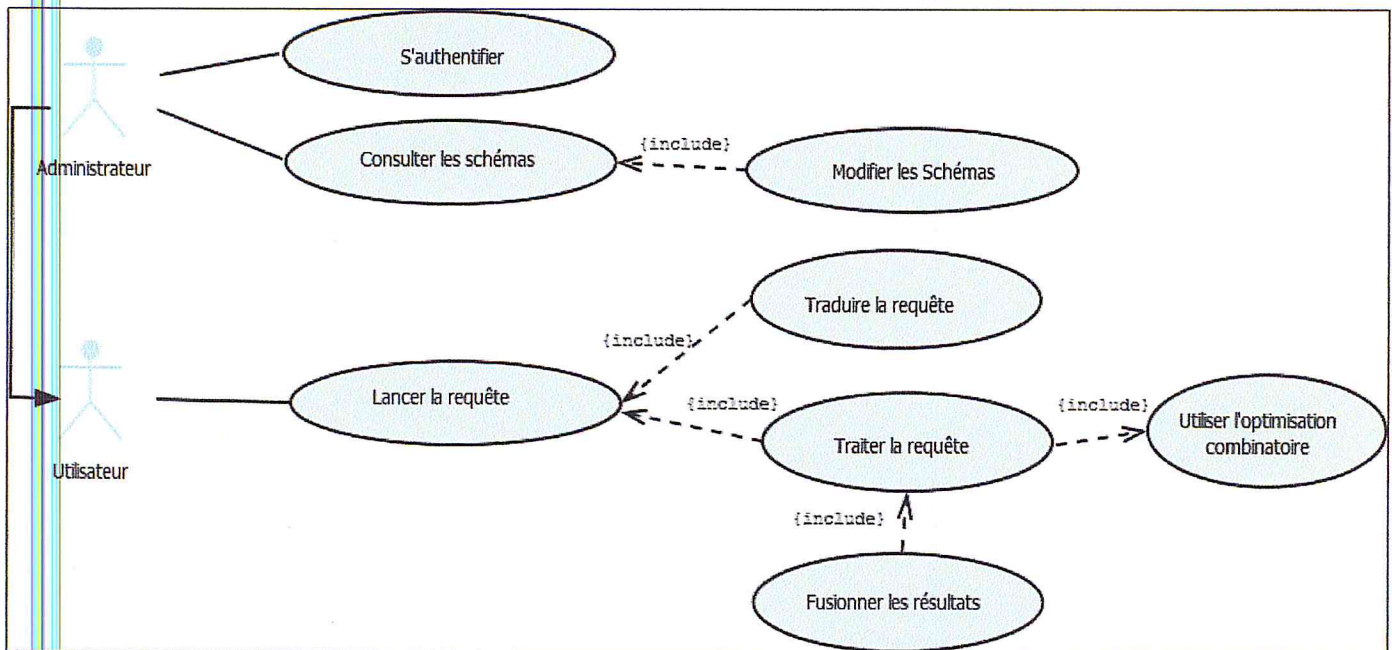 S'authentifier
Administrateur
Consulter les schémas
{include}
Modifier les Schémas
Traduire la requête
{include}
Utilisateur
Lancer la requête
{include}
Traiter la requête
{include}
Utiliser l'optimisation
combinatoire
{include}
Fusionner les résultats